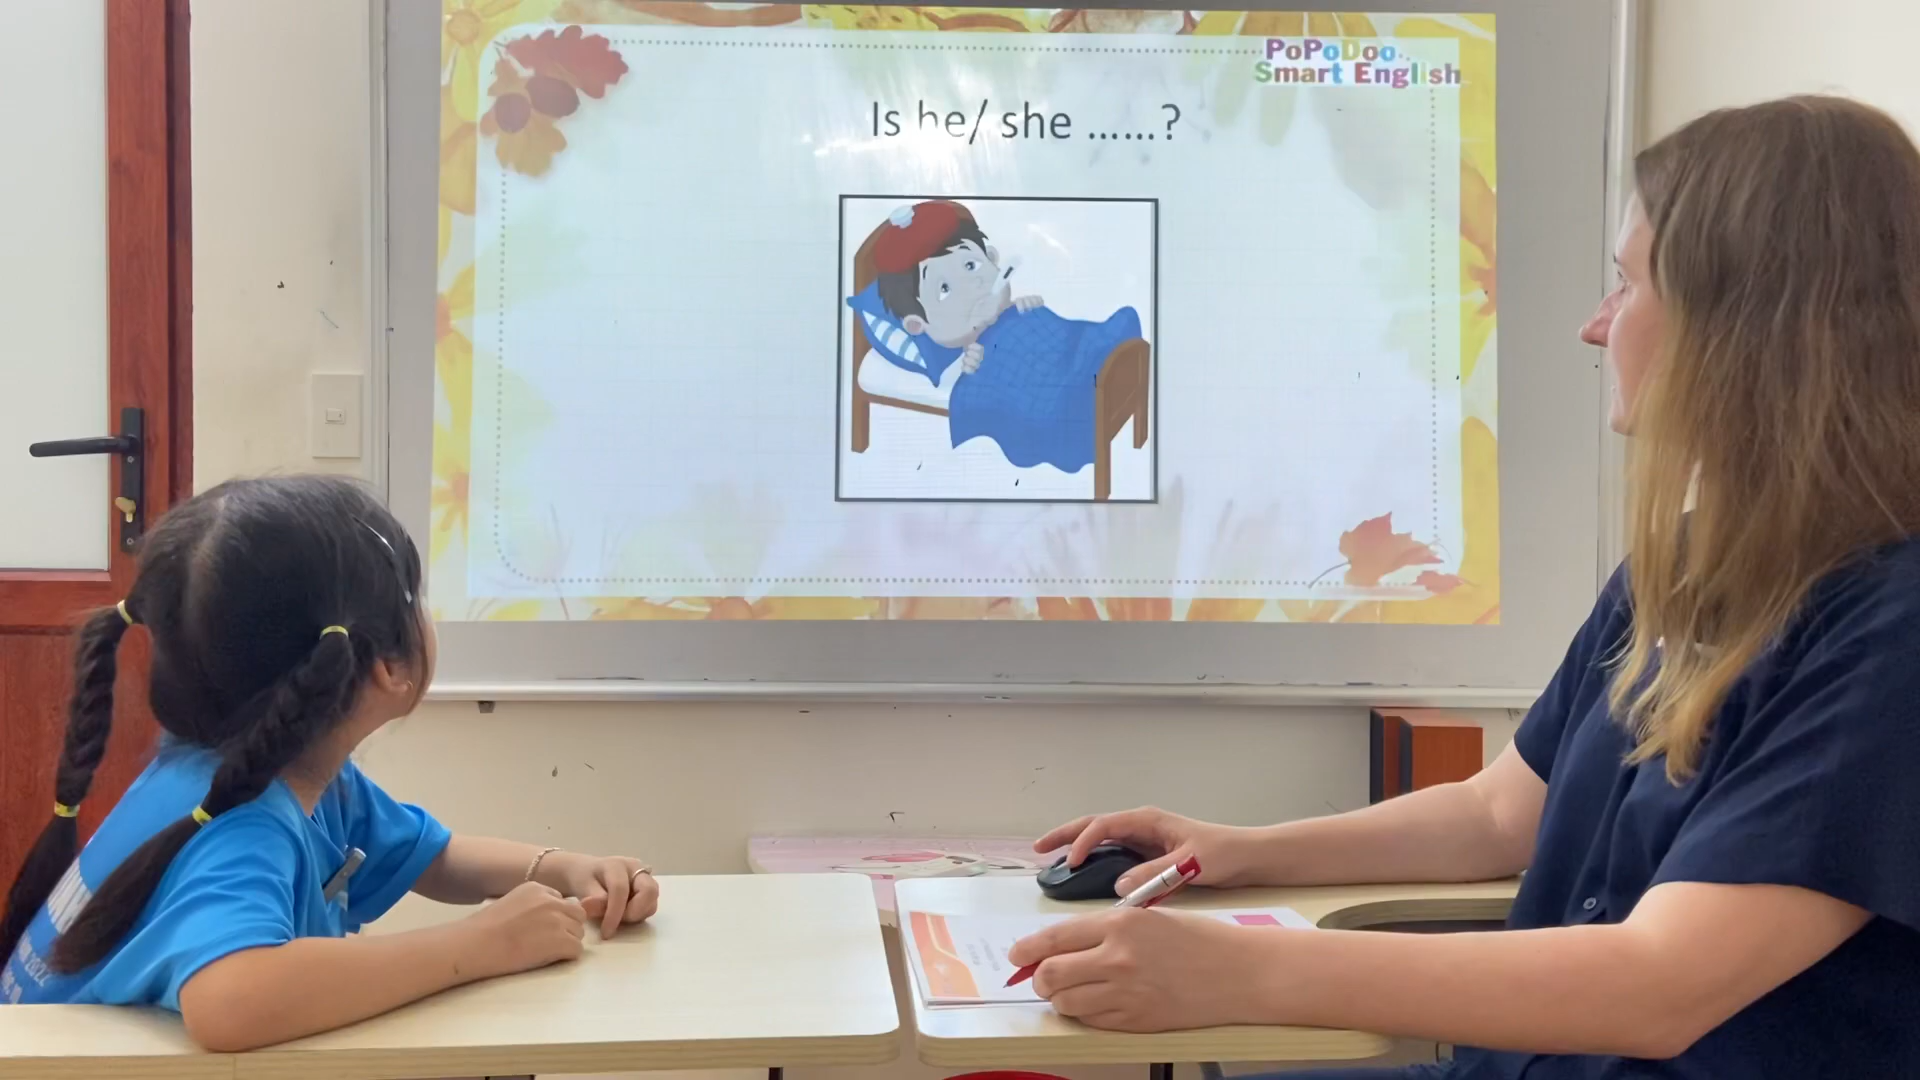 PoPoDoo
Smart English
Is he/ she ......?